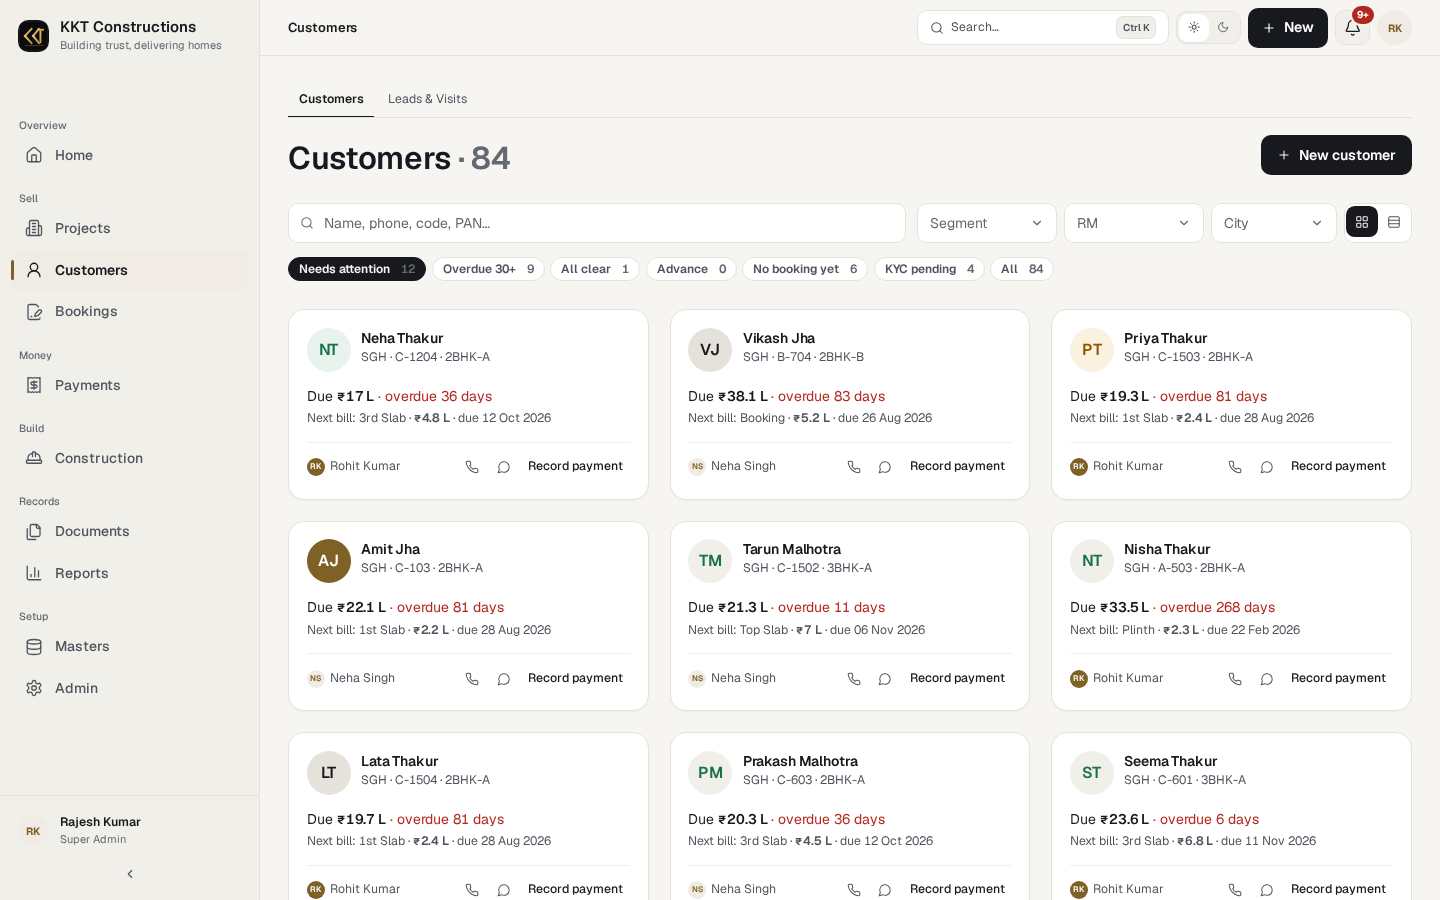 KKT Constructions
Building trust, delivering homes
Overview
Home
Sell
Projects
Customers
Bookings
Money
Payments
Build
Construction
Records
Documents
Reports
Setup
Masters
Admin
RK
Rajesh Kumar
Super Admin
Customers
Search...
Ctrl K
New
9+
RK
Customers
Leads & Visits
Customers · 84
New customer
Name, phone, code, PAN...
Segment
RM
City
Needs attention 12
Overdue 30+ 9
All clear 1
Advance 0
No booking yet 6
KYC pending 4
All 84
NT
Neha Thakur
SGH · C-1204 · 2BHK-A
Due ₹17 L · overdue 36 days
Next bill: 3rd Slab · ₹4.8 L · due 12 Oct 2026
RK Rohit Kumar
Record payment
VJ
Vikash Jha
SGH · B-704 · 2BHK-B
Due ₹38.1 L · overdue 83 days
Next bill: Booking · ₹5.2 L · due 26 Aug 2026
NS Neha Singh
Record payment
PT
Priya Thakur
SGH · C-1503 · 2BHK-A
Due ₹19.3 L · overdue 81 days
Next bill: 1st Slab · ₹2.4 L · due 28 Aug 2026
RK Rohit Kumar
Record payment
AJ
Amit Jha
SGH · C-103 · 2BHK-A
Due ₹22.1 L · overdue 81 days
Next bill: 1st Slab · ₹2.2 L · due 28 Aug 2026
NS Neha Singh
Record payment
TM
Tarun Malhotra
SGH · C-1502 · 3BHK-A
Due ₹21.3 L · overdue 11 days
Next bill: Top Slab · ₹7 L · due 06 Nov 2026
NS Neha Singh
Record payment
NT
Nisha Thakur
SGH · A-503 · 2BHK-A
Due ₹33.5 L · overdue 268 days
Next bill: Plinth · ₹2.3 L · due 22 Feb 2026
RK Rohit Kumar
Record payment
LT
Lata Thakur
SGH · C-1504 · 2BHK-A
Due ₹19.7 L · overdue 81 days
Next bill: 1st Slab · ₹2.4 L · due 28 Aug 2026
RK Rohit Kumar
Record payment
PM
Prakash Malhotra
SGH · C-603 · 2BHK-A
Due ₹20.3 L · overdue 36 days
Next bill: 3rd Slab · ₹4.5 L · due 12 Oct 2026
NS Neha Singh
Record payment
ST
Seema Thakur
SGH · C-601 · 3BHK-A
Due ₹23.6 L · overdue 6 days
Next bill: 3rd Slab · ₹6.8 L · due 11 Nov 2026
RK Rohit Kumar
Record payment